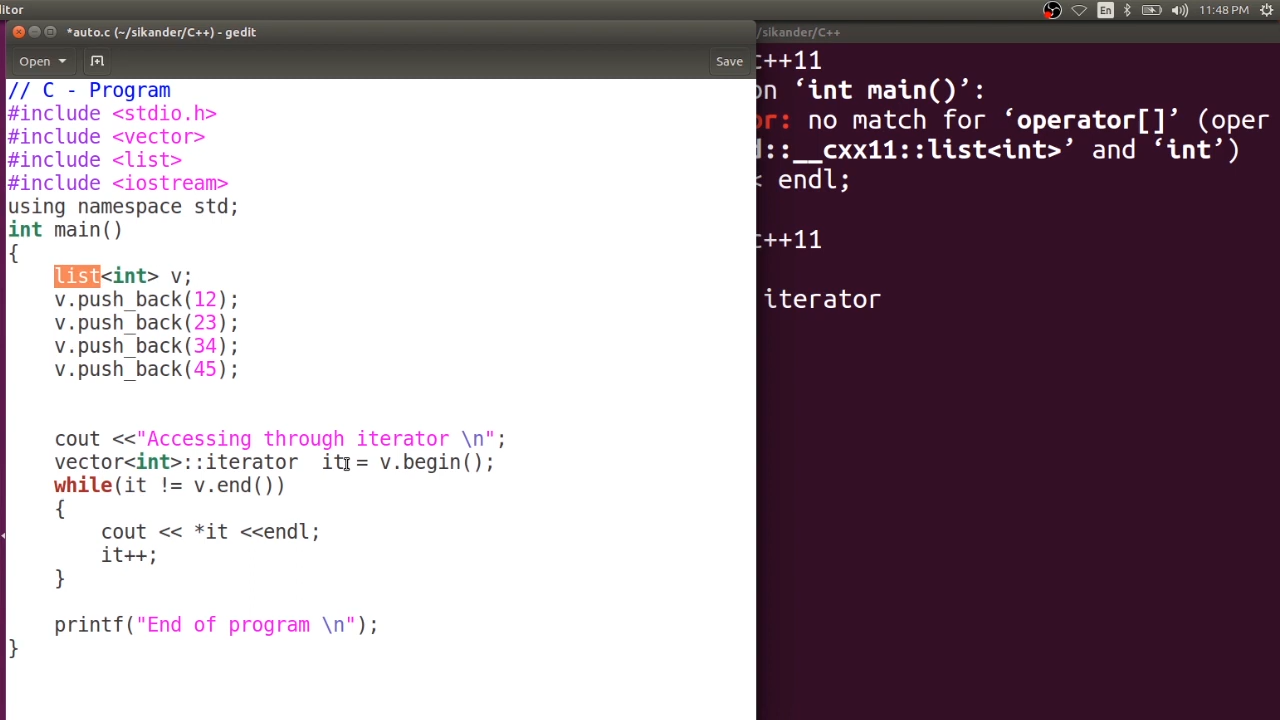 itor
En
11:48 PM
*auto.c (~/sikander/C++) - gedit
/sikander/C++
Open
Save
// C - Program
#include <stdio.h>
#include <vector>
#include <list>
#include <iostream>
using namespace std;
int main()
{
    list<int> v;
    v.push_back(12);
    v.push_back(23);
    v.push_back(34);
    v.push_back(45);
    cout <<"Accessing through iterator \n";
    vector<int>::iterator  it = v.begin();
    while(it != v.end())
    {
        cout << *it <<endl;
        it++;
    }
    printf("End of program \n");
}
c++11
on ‘int main()’:
or: no match for ‘operator[]’ (oper
d::__cxx11::list<int>’ and ‘int’)
< endl;
c++11
iterator